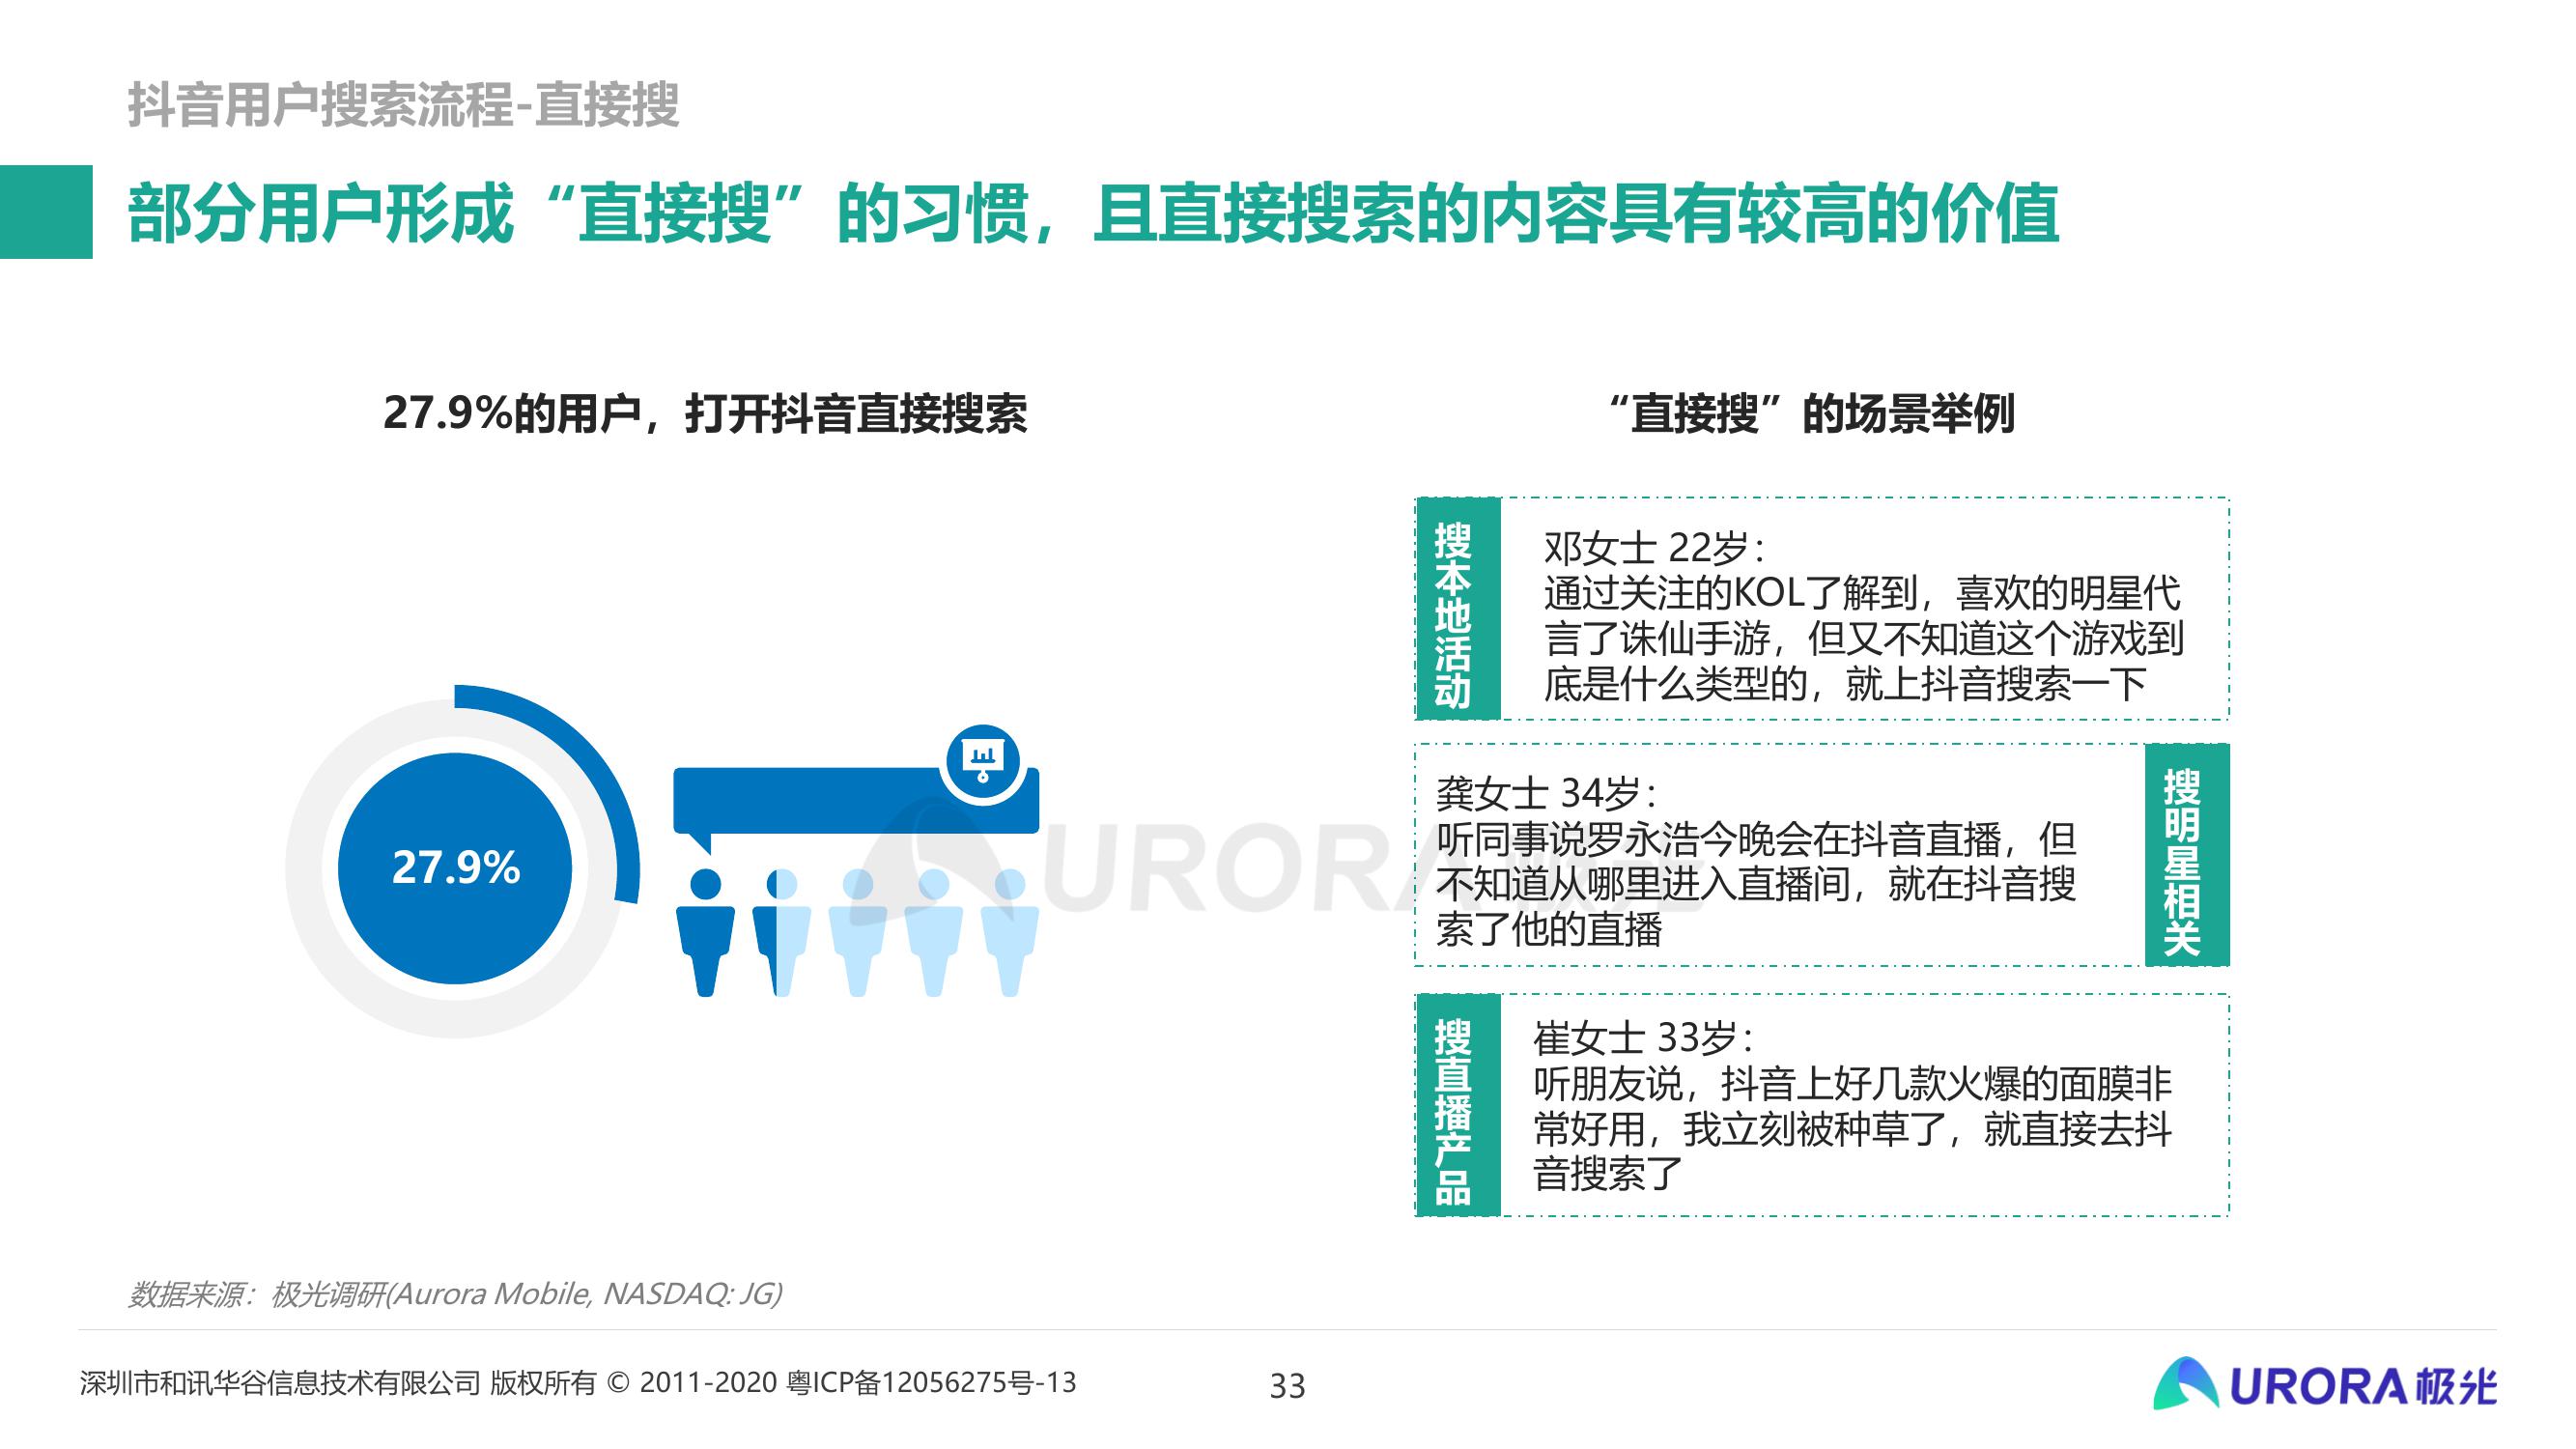 抖音用户搜索流程-直接搜
部分用户形成“直接搜”的习惯，且直接搜索的内容具有较高的价值
27.9%的用户，打开抖音直接搜索
27.9%
“直接搜”的场景举例
搜本地活动
邓女士 22岁：
通过关注的KOL了解到，喜欢的明星代
言了诛仙手游，但又不知道这个游戏到
底是什么类型的，就上抖音搜索一下
龚女士 34岁：
听同事说罗永浩今晚会在抖音直播，但
不知道从哪里进入直播间，就在抖音搜
索了他的直播
搜明星相关
搜直播产品
崔女士 33岁：
听朋友说，抖音上好几款火爆的面膜非
常好用，我立刻被种草了，就直接去抖
音搜索了
URORA 极光
数据来源：极光调研(Aurora Mobile, NASDAQ: JG)
深圳市和讯华谷信息技术有限公司 版权所有 © 2011-2020 粤ICP备12056275号-13
33
URORA 极光